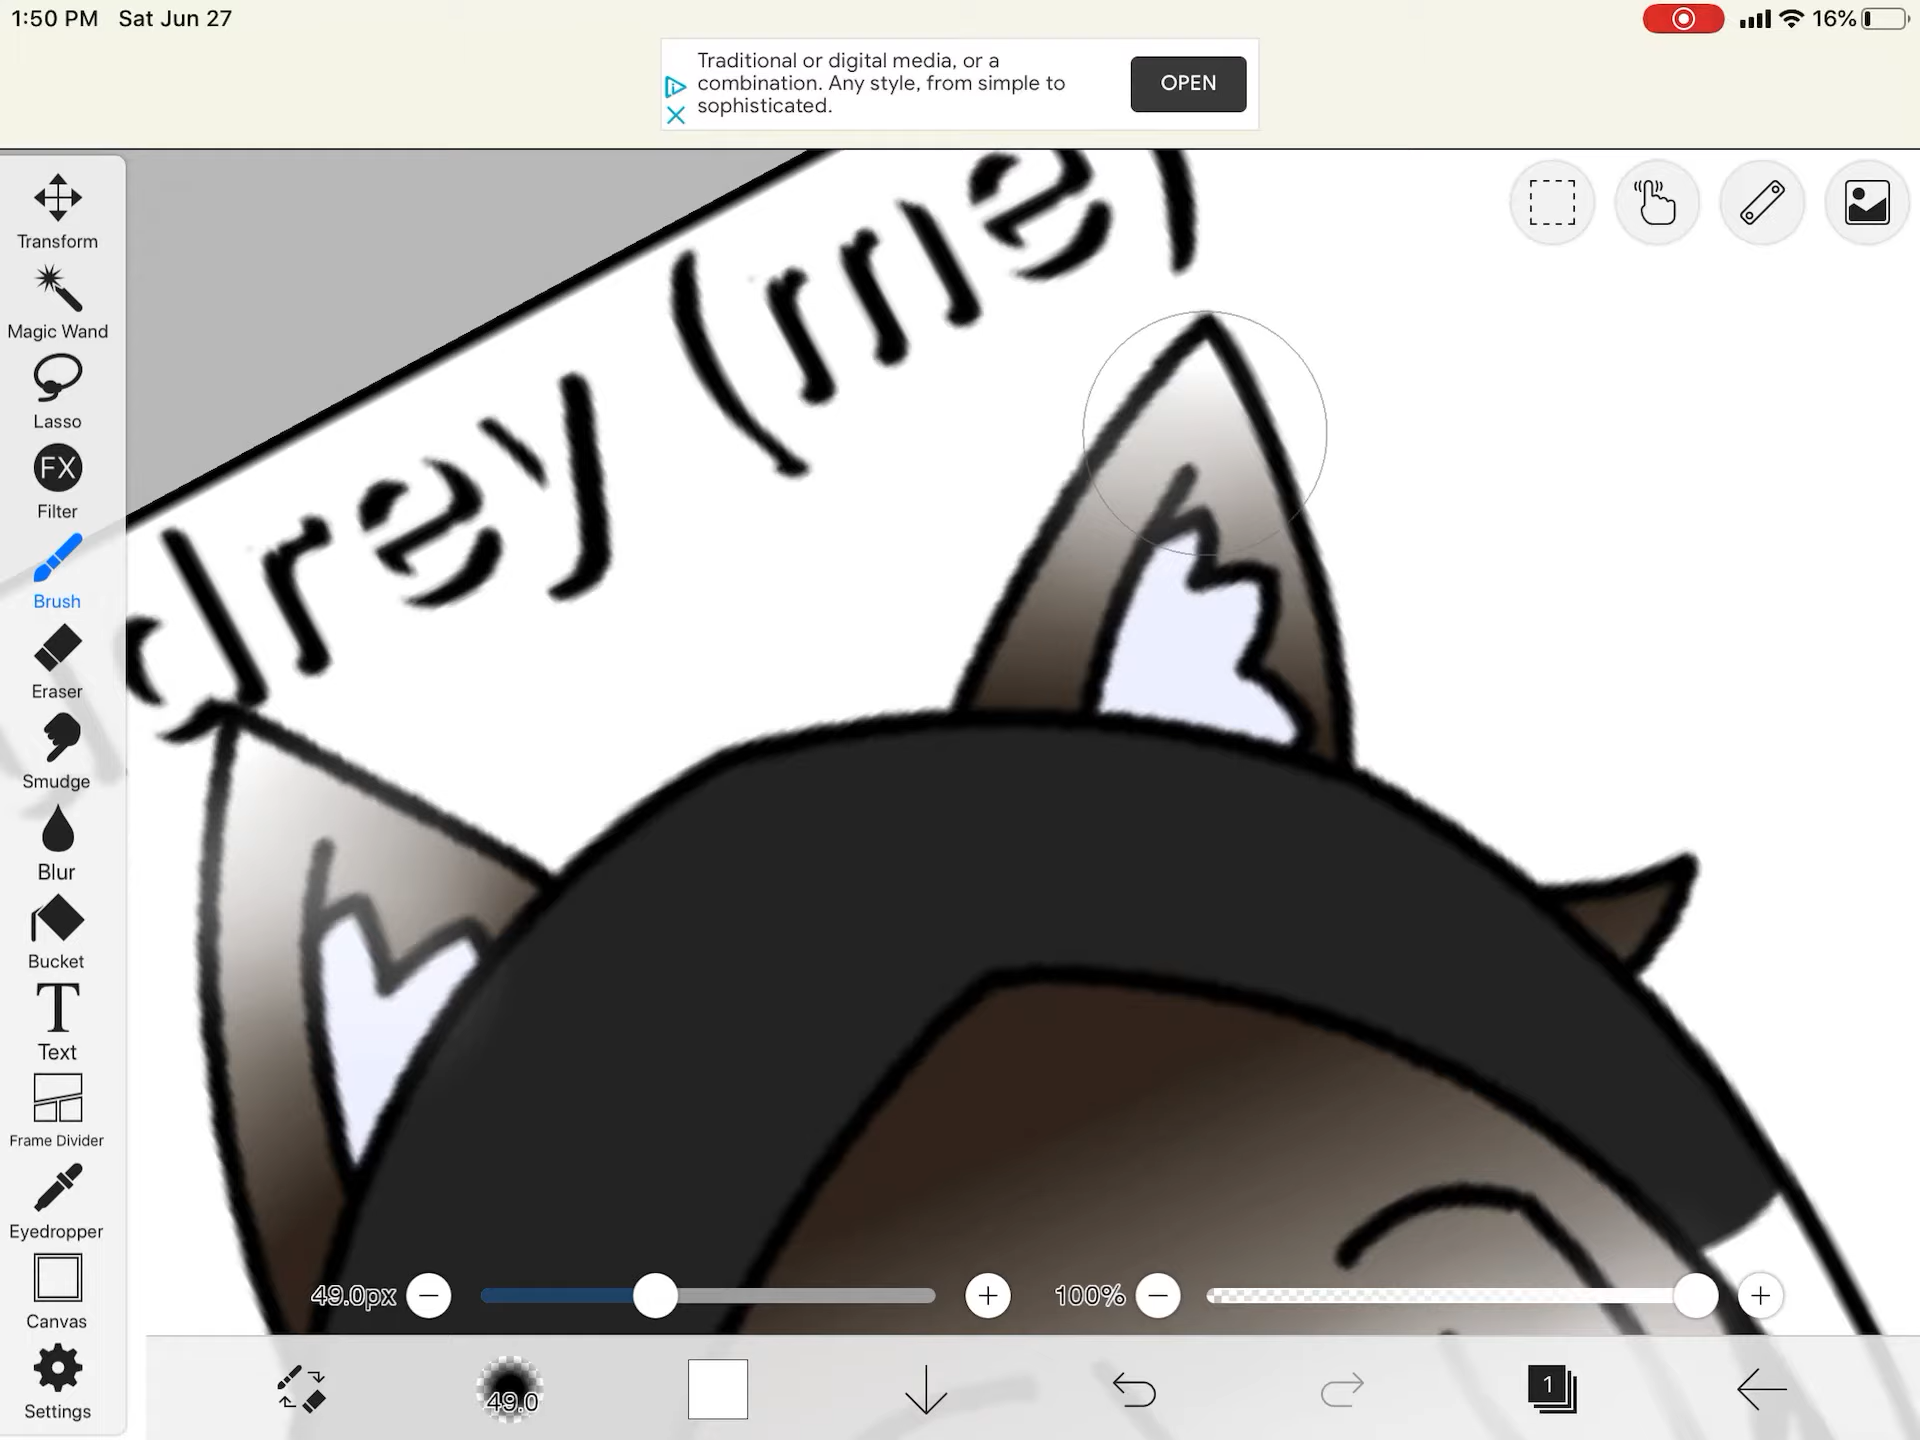 1:50 PM Sat Jun 27
16%
Traditional or digital media, or a
combination. Any style, from simple to
sophisticated.
OPEN
Transform
Magic Wand
Lasso
FX
Filter
Brush
Eraser
Smudge
Blur
Bucket
T
Text
Frame Divider
Eyedropper
Canvas
Settings
49.0px
100%
49.0
1